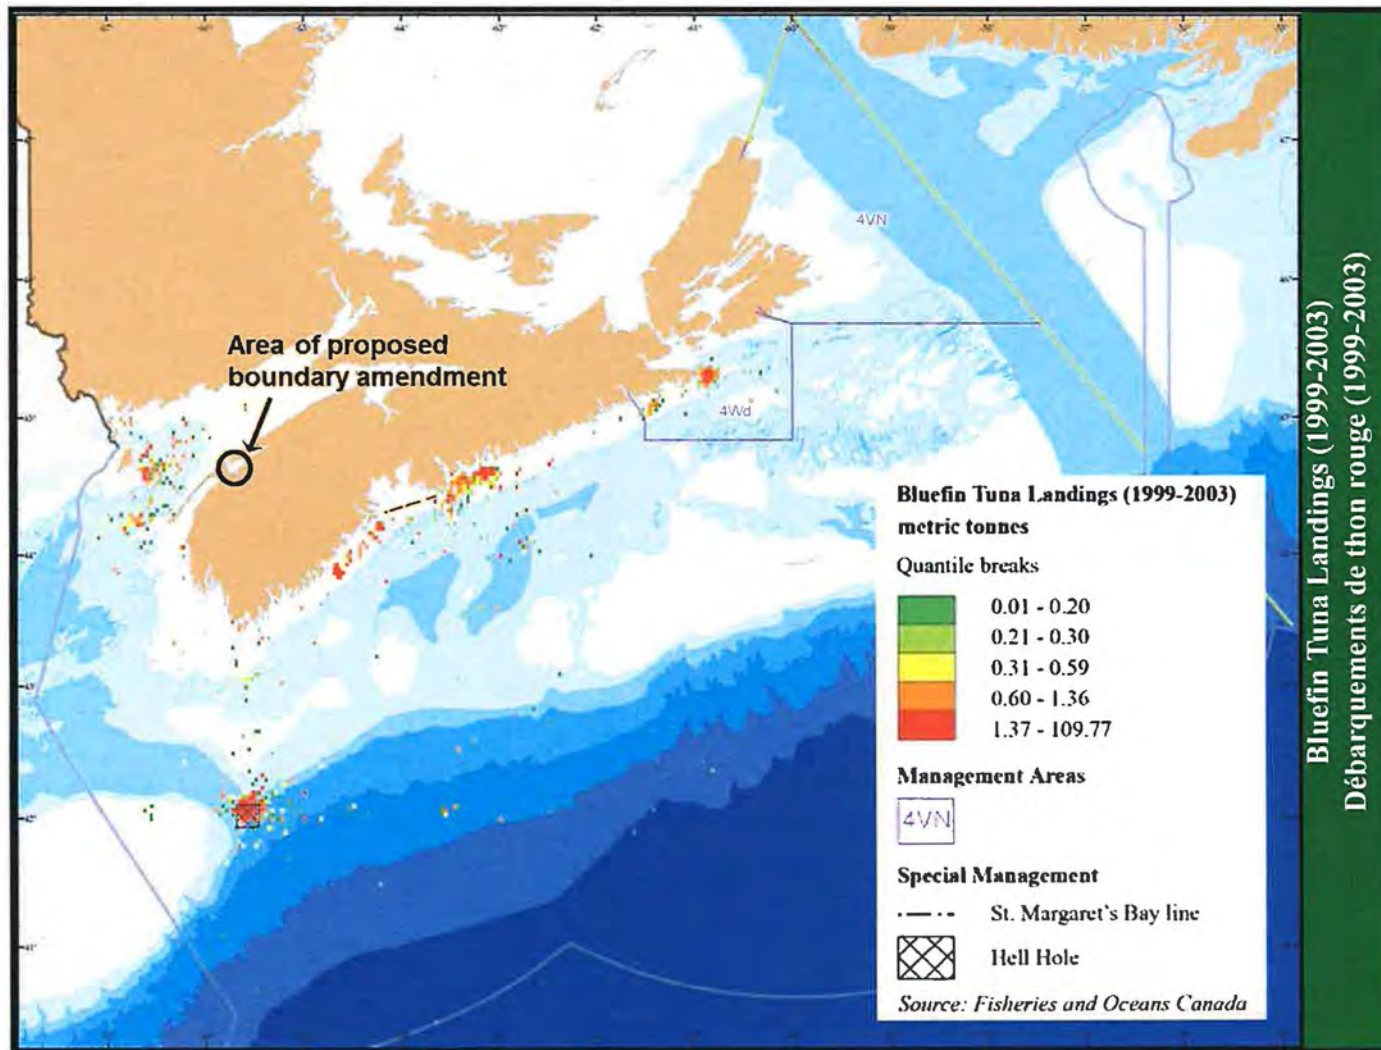 Area of proposed
boundary amendment
4VN
4Wd
Bluefin Tuna Landings (1999-2003)
metric tonnes
Quantile breaks
0.01 - 0.20
0.21 - 0.30
0.31 - 0.59
0.60 - 1.36
1.37 - 109.77
Management Areas
4VN
Special Management
St. Margaret's Bay line
Hell Hole
Source: Fisheries and Oceans Canada
Bluefin Tuna Landings (1999-2003)
Débarquements de thon rouge (1999-2003)